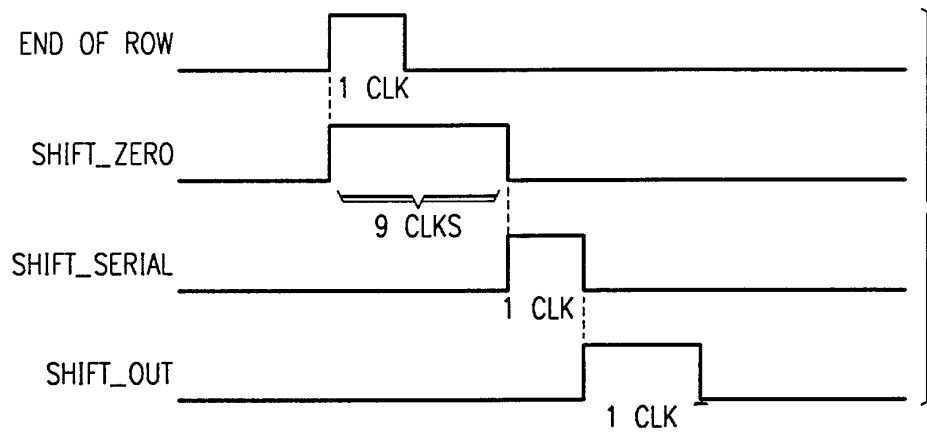 END OF ROW
1 CLK
SHIFT_ZERO
9 CLKS
SHIFT_SERIAL
1 CLK
SHIFT_OUT
1 CLK